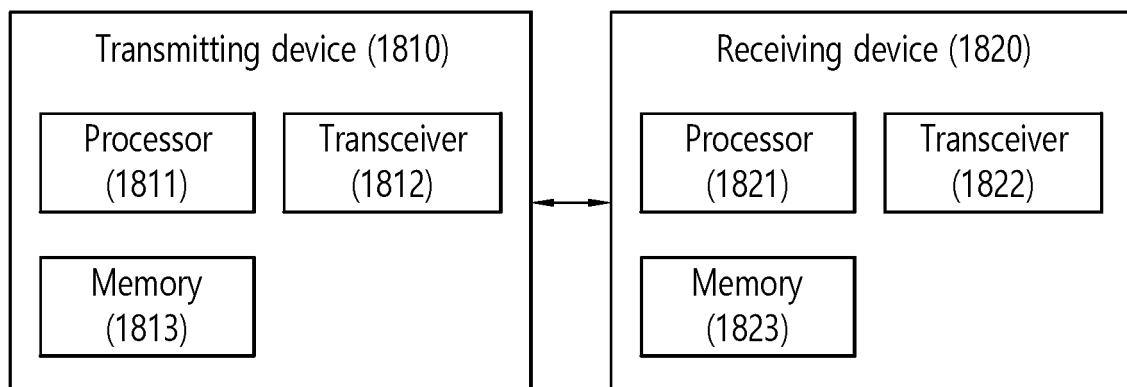 Transmitting device (1810)
Processor
(1811)
Transceiver
(1812)
Memory
(1813)
Receiving device (1820)
Processor
(1821)
Transceiver
(1822)
Memory
(1823)